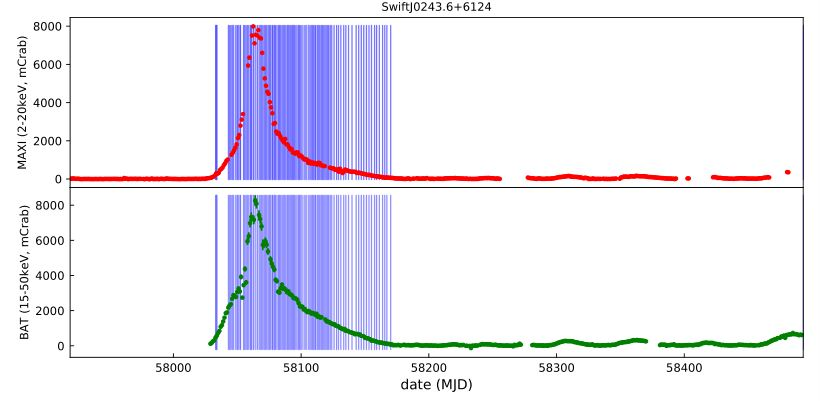 SwiftJ0243.6+6124
8000
6000
4000
2000
0
MAXI (2-20keV, mCrab)
8000
6000
4000
2000
0
BAT (15-50keV, mCrab)
58000 58100 58200 58300 58400
date (MJD)